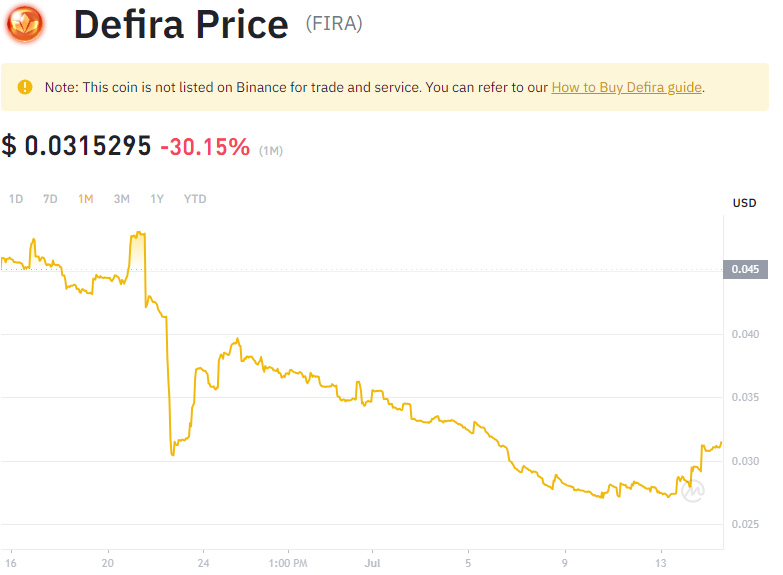 Defira Price (FIRA)
Note: This coin is not listed on Binance for trade and service. You can refer to our How to Buy Defira guide.
$ 0.0315295 -30.15% (1M)
1D 7D 1M 3M 1Y YTD
USD
0.045
0.040
0.035
0.030
0.025
16 20 24 1:00 PM Jul 5 9 13